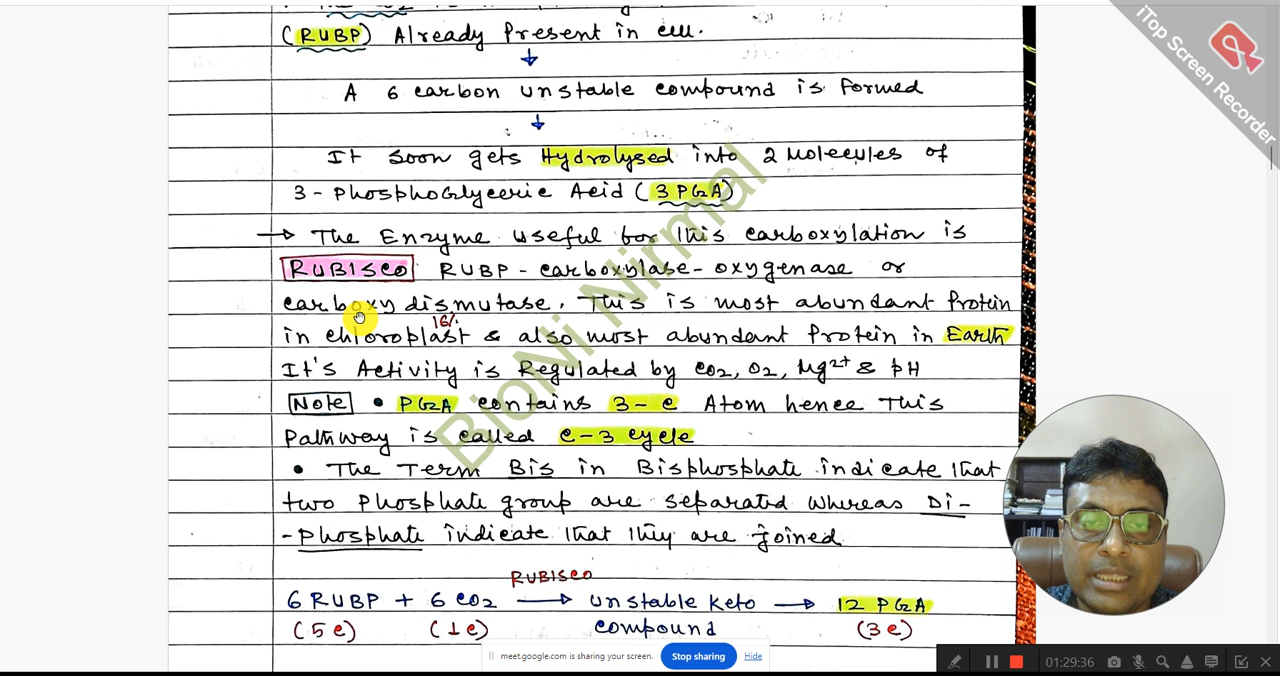 (RUBP) Already Present in cell.
A 6 carbon unstable compound is formed
It soon gets Hydrolysed into 2 Molecules of
3-PhosphoGlyceric Acid (3 PGA)
→ The Enzyme useful for this carboxylation is
RUBISCO RUBP-carboxylase-oxygenase or
carboxy dismutase. This is most abundant Protein
16%
in chloroplast & also most abundant Protein in Earth
It's Activity is Regulated by CO2, O2, Mg2+ & PH
Note • PGA contains 3-C Atom hence This
Pathway is called C-3 cycle
• The Term Bis in Bisphosphate indicate that
two Phosphate group are separated whereas Di-
-Phosphate indicate that they are joined
RUBISCO
6 RUBP + 6 CO2 → unstable keto → 12 PGA
(5C) (1C) compound (3C)
BioNi Nirmal
iTop Screen Recorder
meet.google.com is sharing your screen. Stop sharing Hide
01:29:36